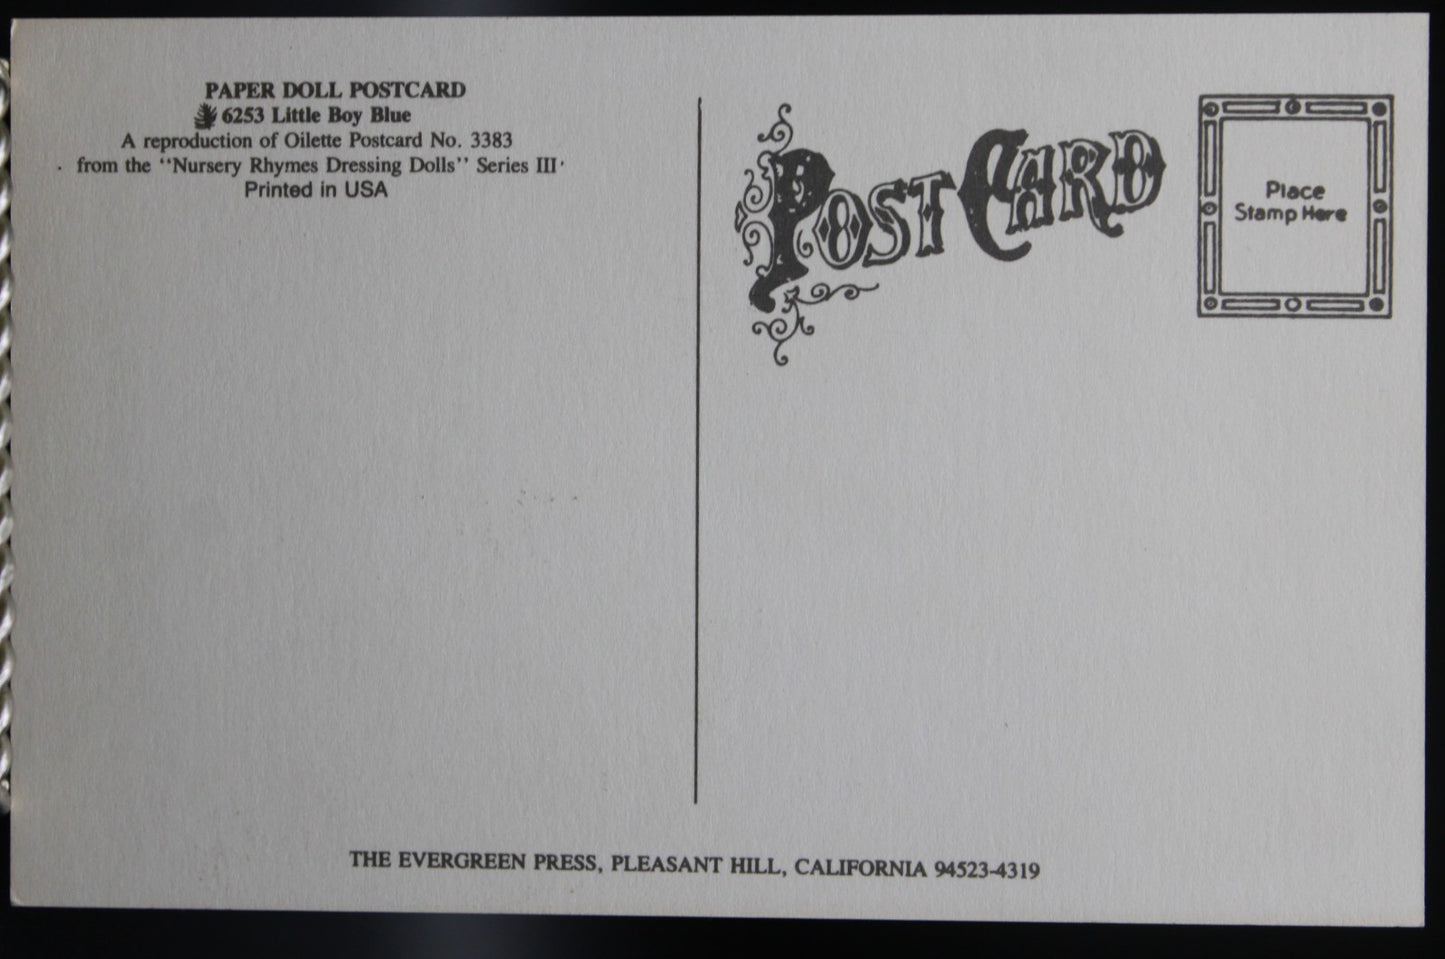 PAPER DOLL POSTCARD
6253 Little Boy Blue
A reproduction of Oilette Postcard No. 3383
from the "Nursery Rhymes Dressing Dolls" Series III
Printed in USA
POST CARD
Place
Stamp Here
THE EVERGREEN PRESS, PLEASANT HILL, CALIFORNIA 94523-4319